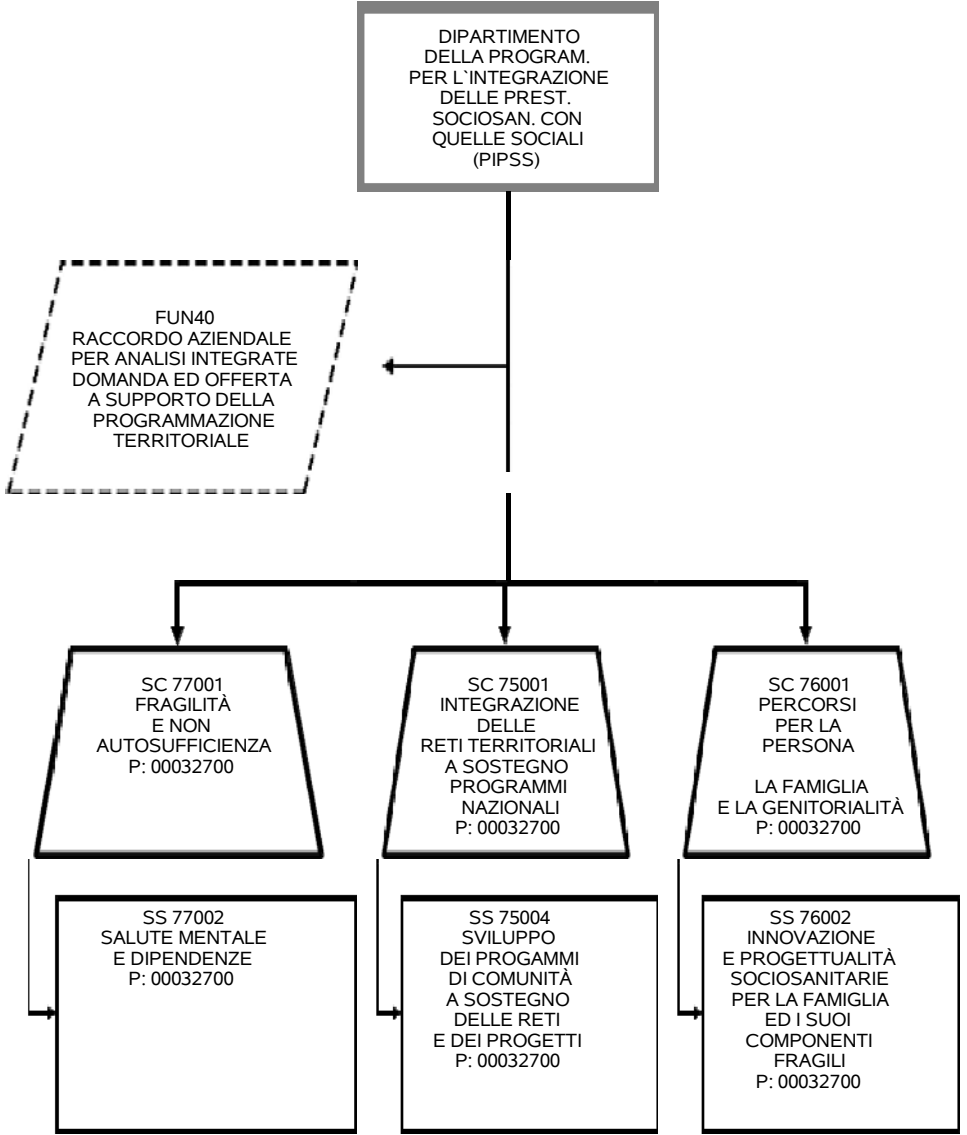 DIPARTIMENTO
DELLA PROGRAM.
PER L`INTEGRAZIONE
DELLE PREST.
SOCIOSAN. CON
QUELLE SOCIALI
(PIPSS)
FUN40
RACCORDO AZIENDALE
PER ANALISI INTEGRATE
DOMANDA ED OFFERTA
A SUPPORTO DELLA
PROGRAMMAZIONE
TERRITORIALE
SC 77001
FRAGILITÀ
E NON
AUTOSUFFICIENZA
P: 00032700
SC 75001
INTEGRAZIONE
DELLE
RETI TERRITORIALI
A SOSTEGNO
PROGRAMMI
NAZIONALI
P: 00032700
SC 76001
PERCORSI
PER LA
PERSONA
LA FAMIGLIA
E LA GENITORIALITÀ
P: 00032700
SS 77002
SALUTE MENTALE
E DIPENDENZE
P: 00032700
SS 75004
SVILUPPO
DEI PROGAMMI
DI COMUNITÀ
A SOSTEGNO
DELLE RETI
E DEI PROGETTI
P: 00032700
SS 76002
INNOVAZIONE
E PROGETTUALITÀ
SOCIOSANITARIE
PER LA FAMIGLIA
ED I SUOI
COMPONENTI
FRAGILI
P: 00032700